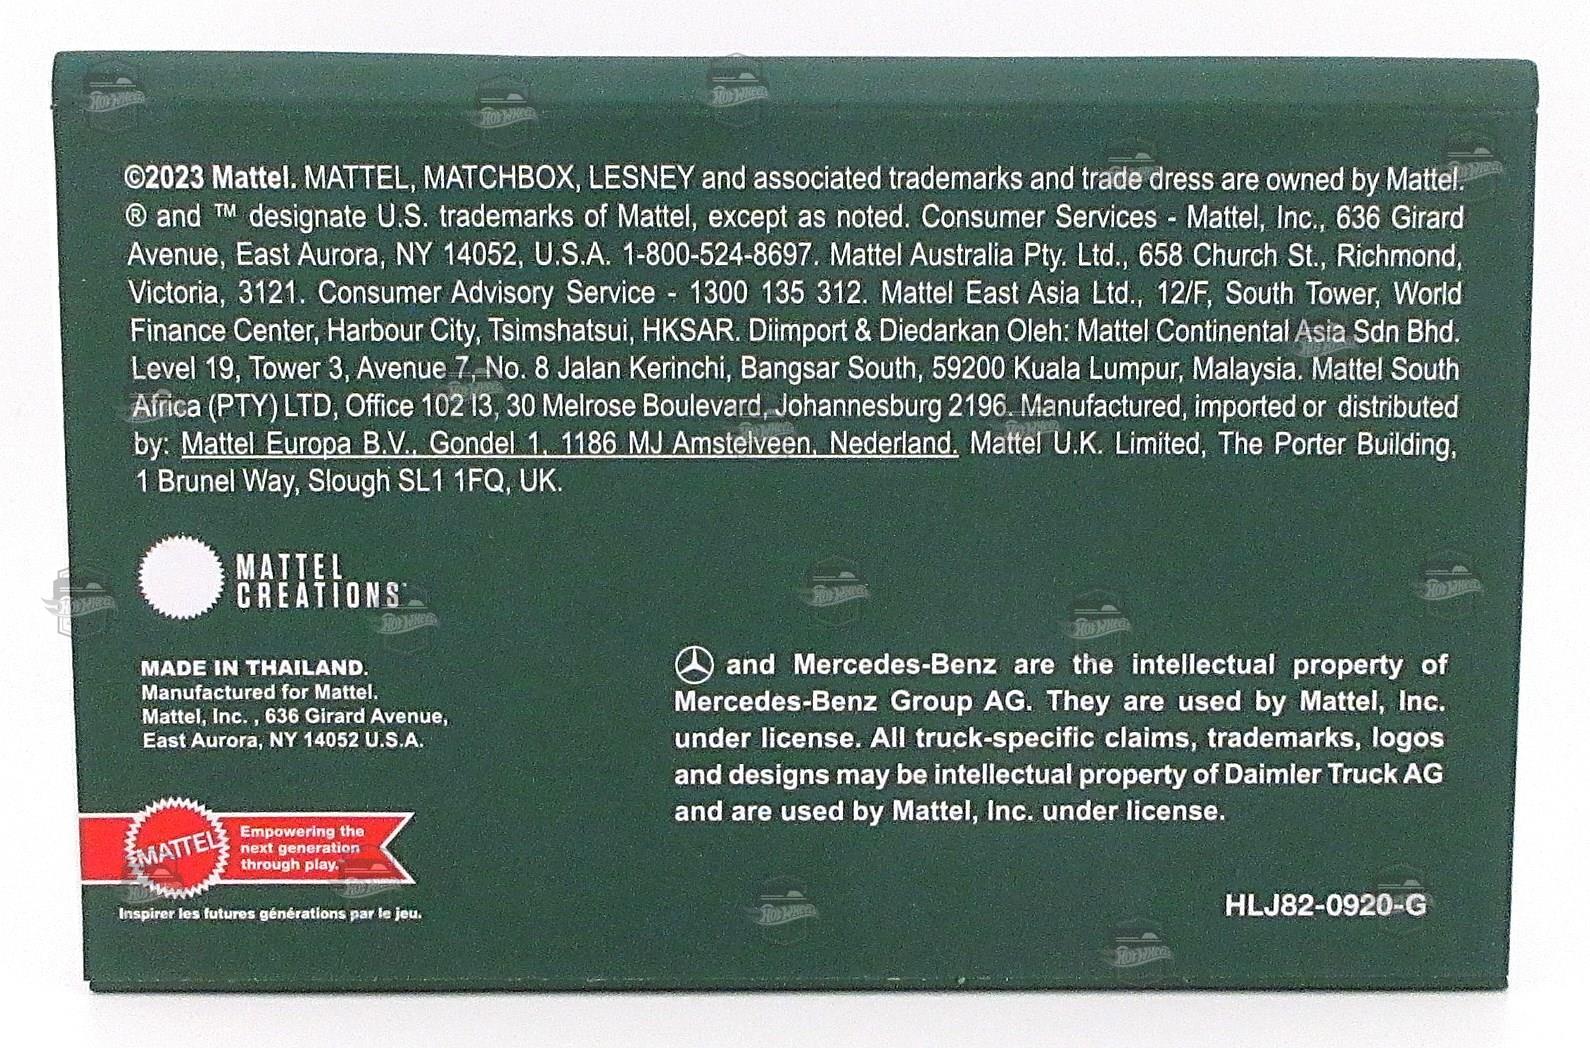 ©2023 Mattel. MATTEL, MATCHBOX, LESNEY and associated trademarks and trade dress are owned by Mattel.
® and ™ designate U.S. trademarks of Mattel, except as noted. Consumer Services - Mattel, Inc., 636 Girard
Avenue, East Aurora, NY 14052, U.S.A. 1-800-524-8697. Mattel Australia Pty. Ltd., 658 Church St., Richmond,
Victoria, 3121. Consumer Advisory Service - 1300 135 312. Mattel East Asia Ltd., 12/F, South Tower, World
Finance Center, Harbour City, Tsimshatsui, HKSAR. Diimport & Diedarkan Oleh: Mattel Continental Asia Sdn Bhd.
Level 19, Tower 3, Avenue 7, No. 8 Jalan Kerinchi, Bangsar South, 59200 Kuala Lumpur, Malaysia. Mattel South
Africa (PTY) LTD, Office 102 I3, 30 Melrose Boulevard, Johannesburg 2196. Manufactured, imported or distributed
by: Mattel Europa B.V., Gondel 1, 1186 MJ Amstelveen, Nederland. Mattel U.K. Limited, The Porter Building,
1 Brunel Way, Slough SL1 1FQ, UK.
MATTEL
CREATIONS™
MADE IN THAILAND.
Manufactured for Mattel.
Mattel, Inc. , 636 Girard Avenue,
East Aurora, NY 14052 U.S.A.
and Mercedes-Benz are the intellectual property of
Mercedes-Benz Group AG. They are used by Mattel, Inc.
under license. All truck-specific claims, trademarks, logos
and designs may be intellectual property of Daimler Truck AG
and are used by Mattel, Inc. under license.
MATTEL
Empowering the
next generation
through play.
Inspirer les futures générations par le jeu.
HLJ82-0920-G